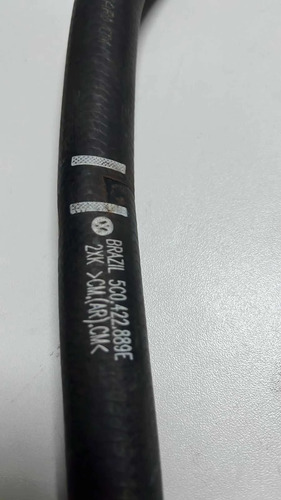 BRAZIL 5C0.422.889E
2XK >CM,(AR),CM<